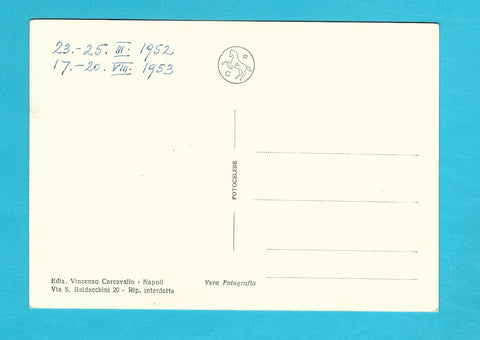 23.-25. III. 1952
17.-20. VIII. 1953
C
FOTOCELERE
Ediz. Vincenzo Carcavallo - Napoli
Via S. Baldacchini 20 - Rip. interdetta
Vera Fotografia